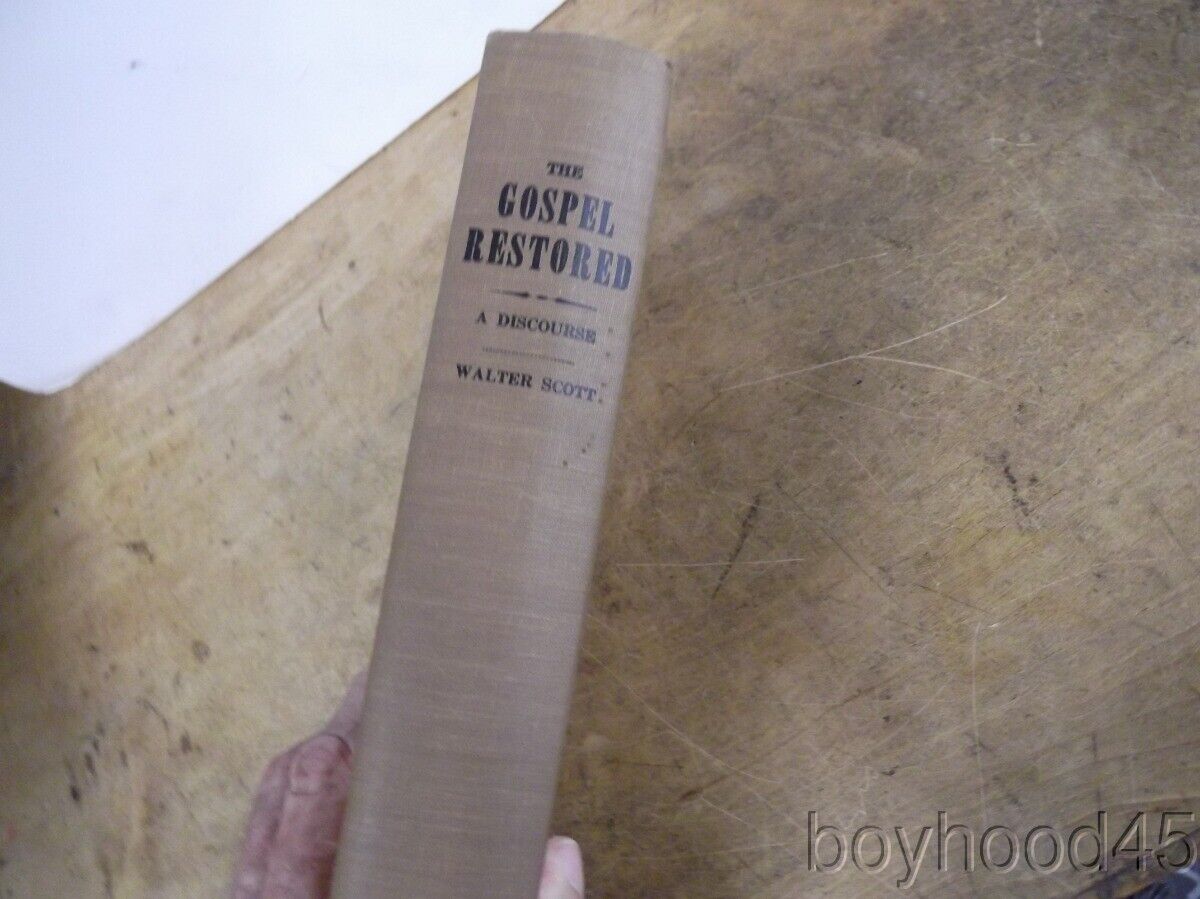 THE
GOSPEL
RESTORED
A DISCOURSE
WALTER SCOTT.
boyhood45